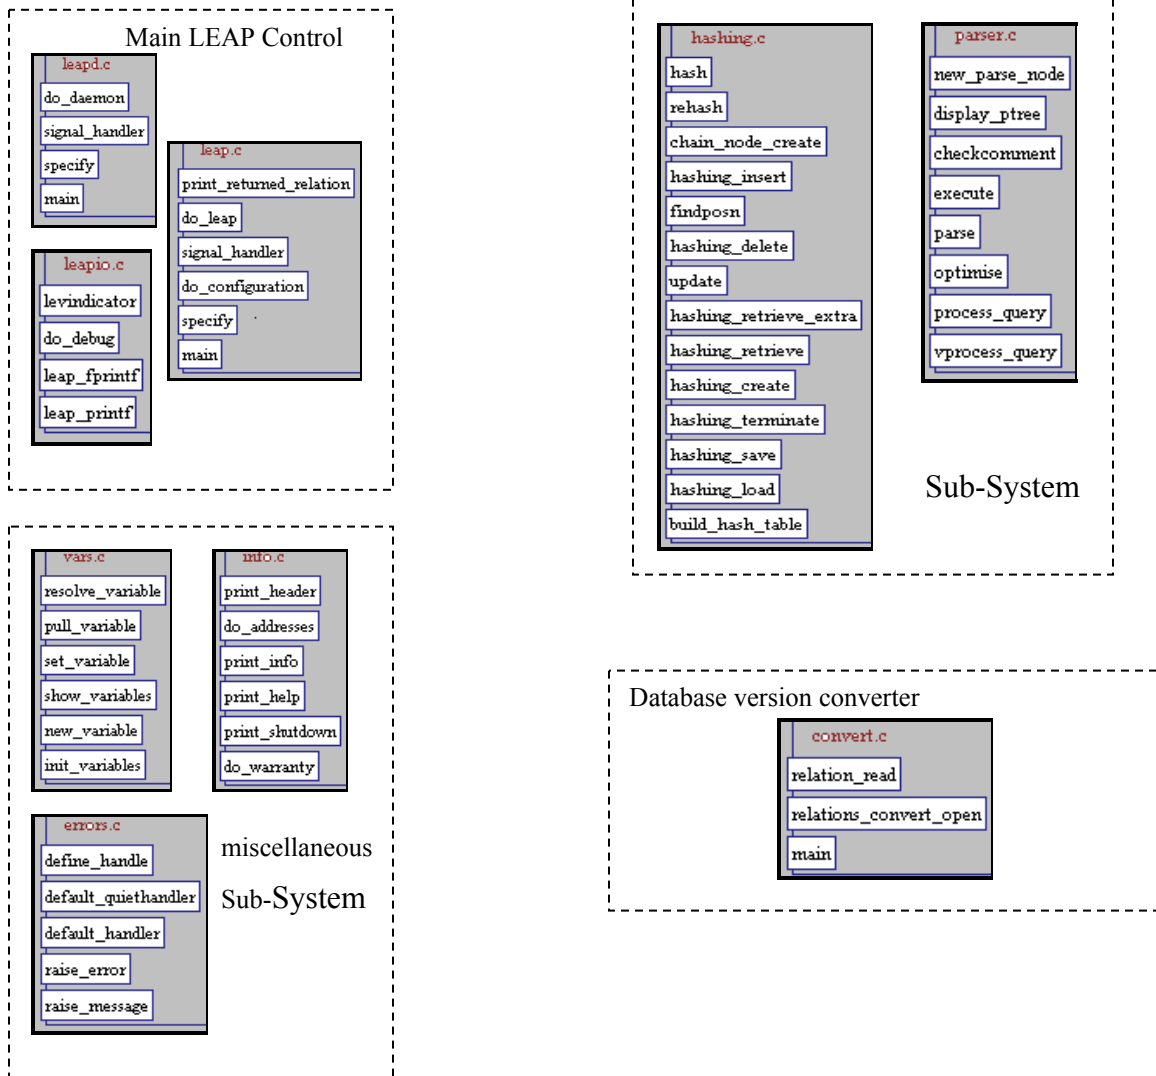 Main LEAP Control
leapd.c
do_daemon
signal_handler
specify
main
leap.c
print_returned_relation
do_leap
signal_handler
do_configuration
specify
main
leapio.c
levindicator
do_debug
leap_fprintf
leap_printf
hashing.c
hash
rehash
chain_node_create
hashing_insert
findposn
hashing_delete
update
hashing_retrieve_extra
hashing_retrieve
hashing_create
hashing_terminate
hashing_save
hashing_load
build_hash_table
parser.c
new_parse_node
display_ptree
checkcomment
execute
parse
optimise
process_query
vprocess_query
Sub-System
vars.c
resolve_variable
pull_variable
set_variable
show_variables
new_variable
init_variables
info.c
print_header
do_addresses
print_info
print_help
print_shutdown
do_warranty
errors.c
define_handle
default_quiethandler
default_handler
raise_error
raise_message
miscellaneous
Sub-System
Database version converter
convert.c
relation_read
relations_convert_open
main